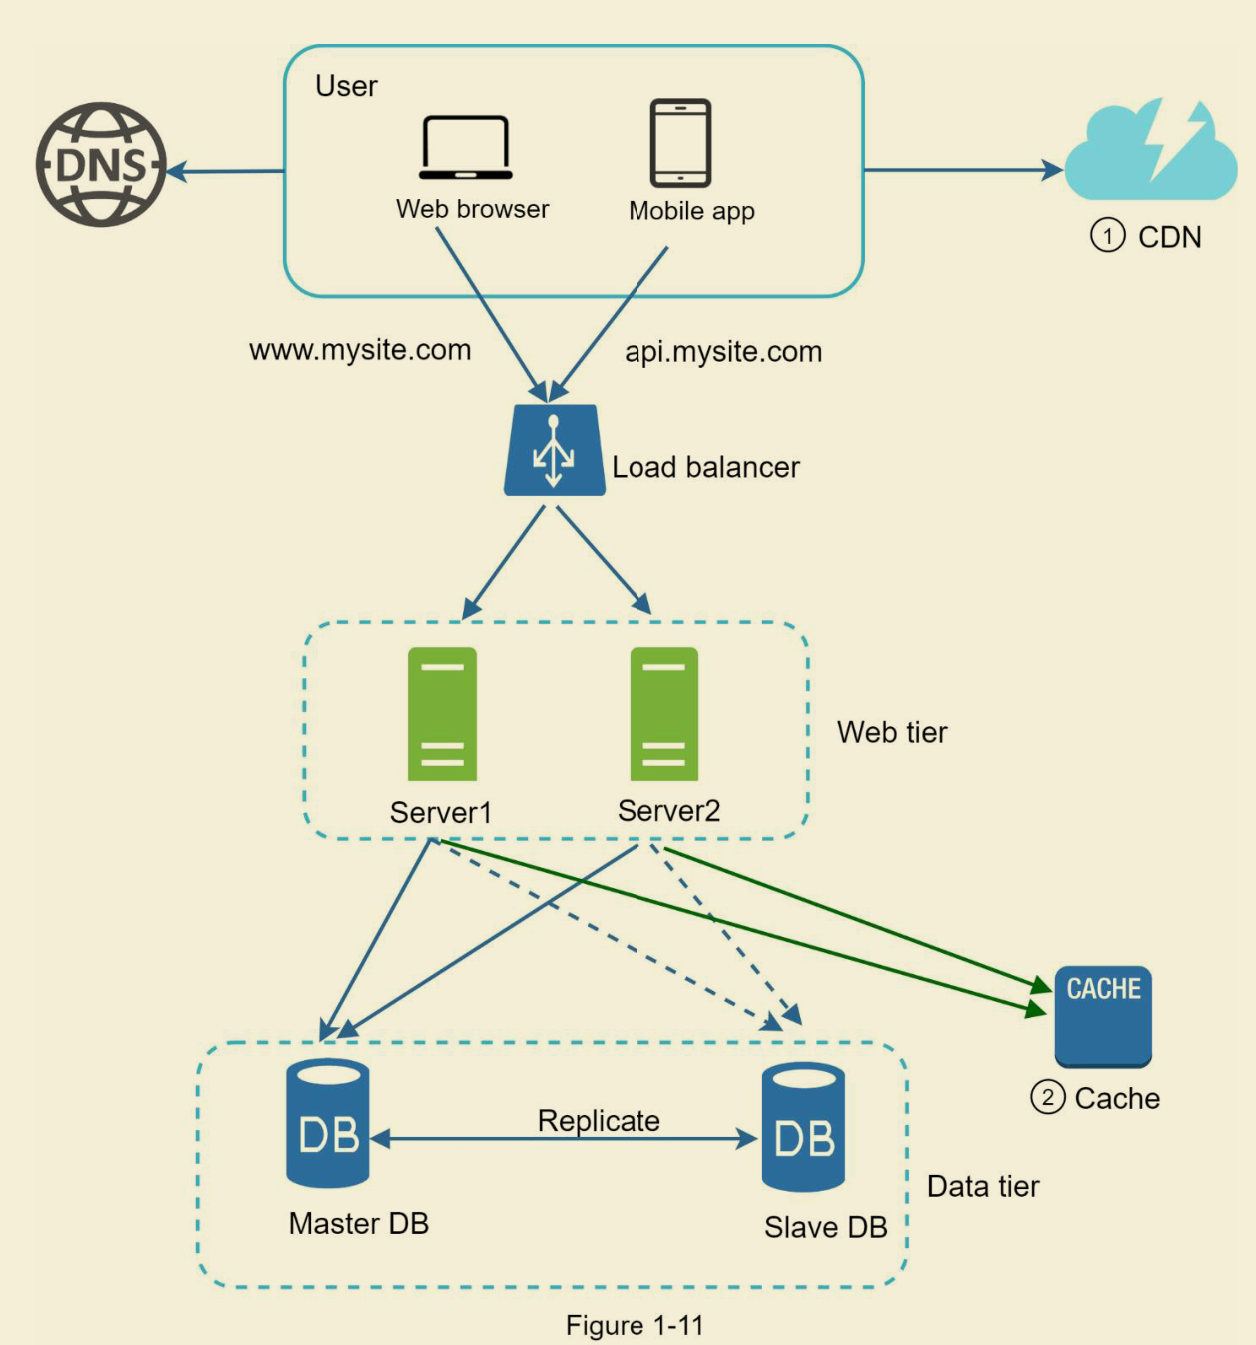 User
DNS
Web browser
Mobile app
1 CDN
www.mysite.com
api.mysite.com
Load balancer
Web tier
Server1
Server2
CACHE
2 Cache
Replicate
DB
DB
Data tier
Master DB
Slave DB
Figure 1-11